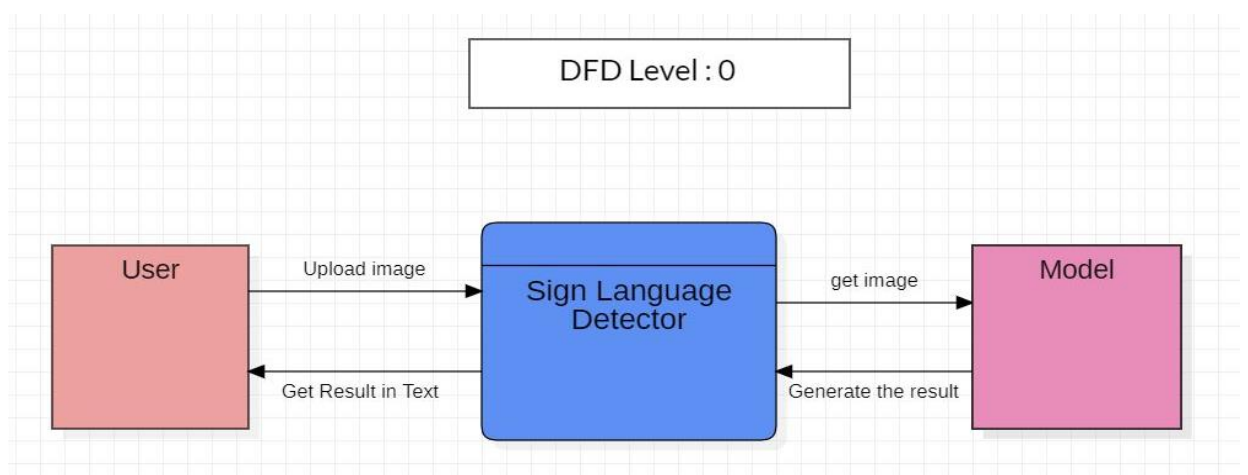 DFD Level : 0
User
Upload image
Get Result in Text
Sign Language
Detector
get image
Generate the result
Model